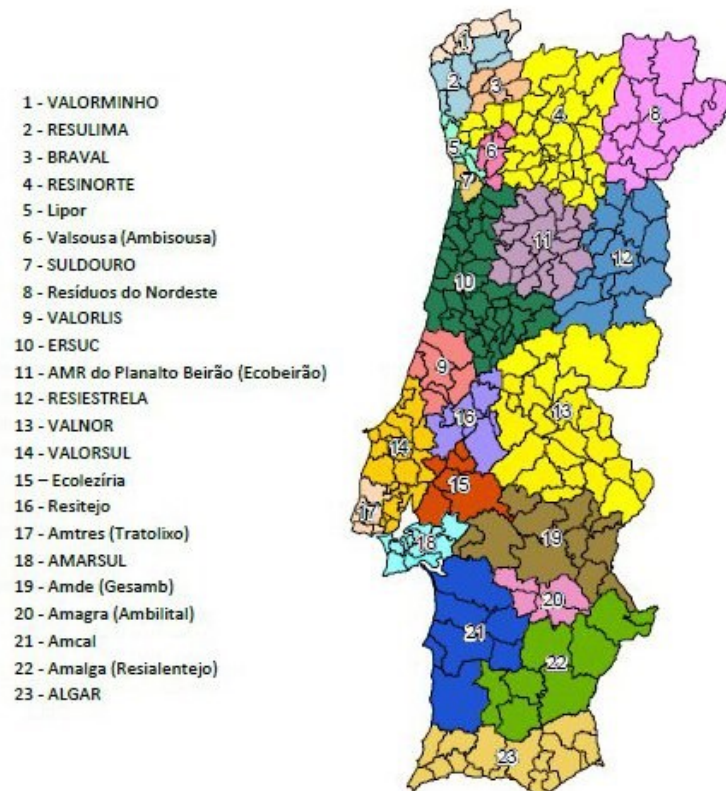 1 - VALORMINHO
2 - RESULIMA
3 - BRAVAL
4 - RESINORTE
5 - Lipor
6 - Valsousa (Ambisousa)
7 - SULDOURO
8 - Resíduos do Nordeste
9 - VALORLIS
10 - ERSUC
11 - AMR do Planalto Beirão (Ecobeirão)
12 - RESIESTRELA
13 - VALNOR
14 - VALORSUL
15 – Ecolezíria
16 - Resitejo
17 - Amtres (Tratolixo)
18 - AMARSUL
19 - Amde (Gesamb)
20 - Amagra (Ambilital)
21 - Amcal
22 - Amalga (Resialentejo)
23 - ALGAR
1
2
3
4
8
5
6
7
11
12
10
9
13
16
14
15
17
18
19
20
21
22
23